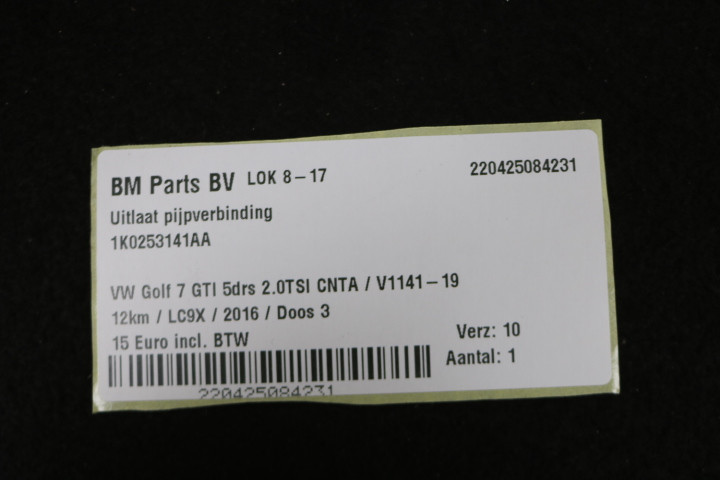 BM Parts BV LOK 8-17 220425084231
Uitlaat pijpverbinding
1K0253141AA
VW Golf 7 GTI 5drs 2.0TSI CNTA / V1141-19
12km / LC9X / 2016 / Doos 3
15 Euro incl. BTW Verz: 10
Aantal: 1
220425084231